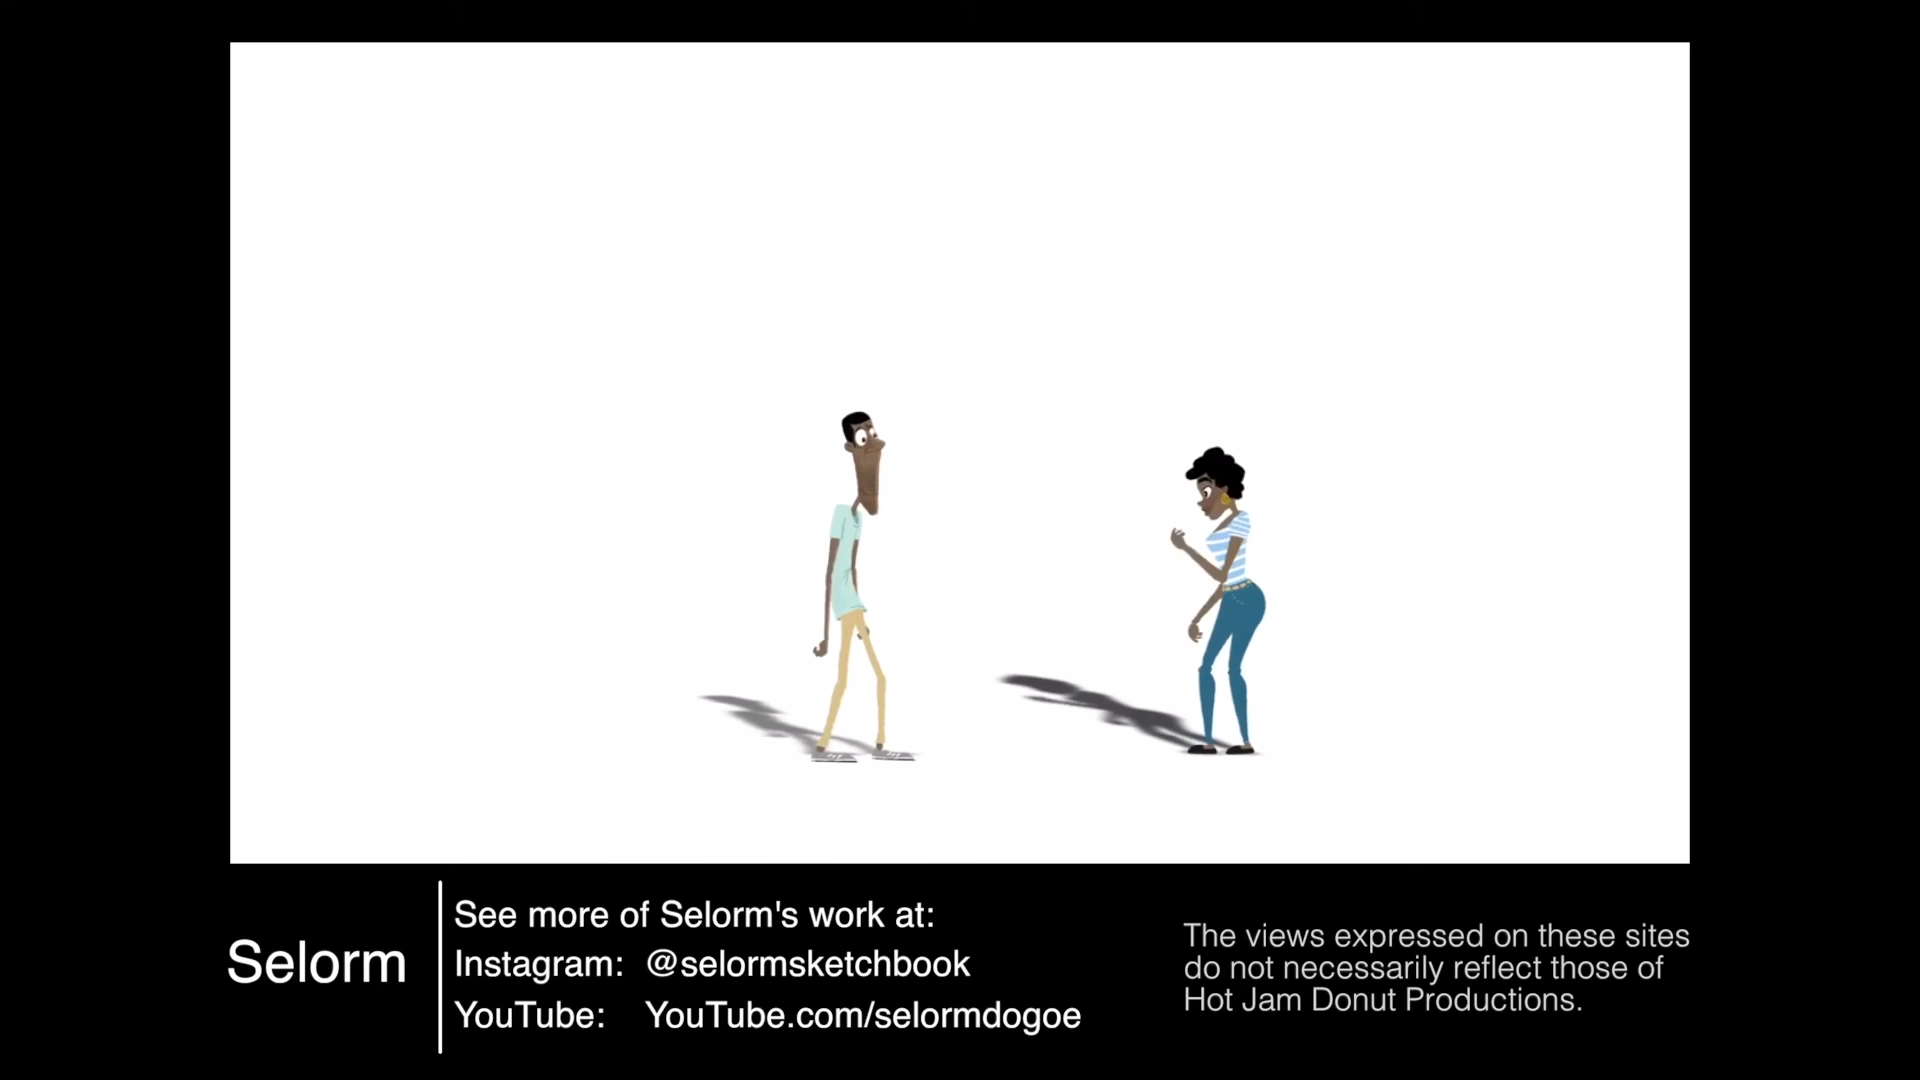 Selorm
See more of Selorm's work at:
Instagram: @selormsketchbook
YouTube: YouTube.com/selormdogoe
The views expressed on these sites
do not necessarily reflect those of
Hot Jam Donut Productions.